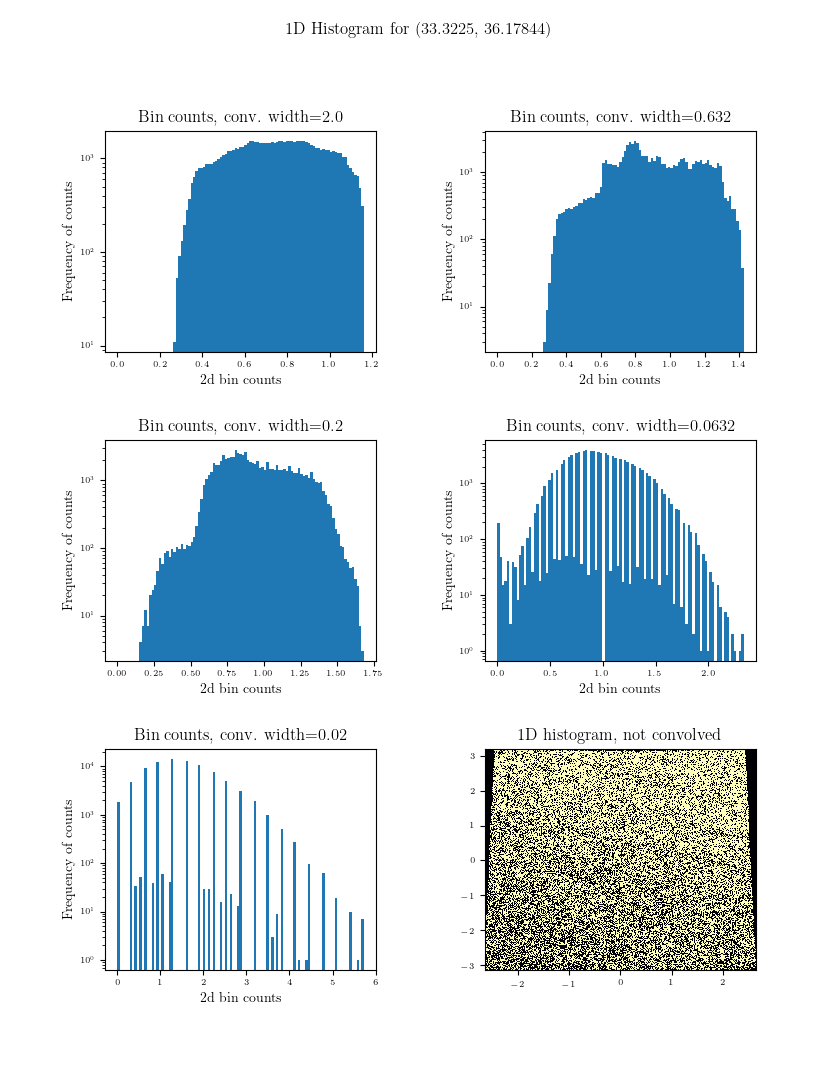 1D Histogram for (33.3225, 36.17844)
Bin counts, conv. width=2.0
Frequency of counts
10³
10²
10¹
0.0 0.2 0.4 0.6 0.8 1.0 1.2
2d bin counts
Bin counts, conv. width=0.632
Frequency of counts
10³
10²
10¹
0.0 0.2 0.4 0.6 0.8 1.0 1.2 1.4
2d bin counts
Bin counts, conv. width=0.2
Frequency of counts
10³
10²
10¹
0.00 0.25 0.50 0.75 1.00 1.25 1.50 1.75
2d bin counts
Bin counts, conv. width=0.0632
Frequency of counts
10³
10²
10¹
10⁰
0.0 0.5 1.0 1.5 2.0
2d bin counts
Bin counts, conv. width=0.02
Frequency of counts
10⁴
10³
10²
10¹
10⁰
0 1 2 3 4 5 6
2d bin counts
1D histogram, not convolved
3
2
1
0
−1
−2
−3
−2 −1 0 1 2